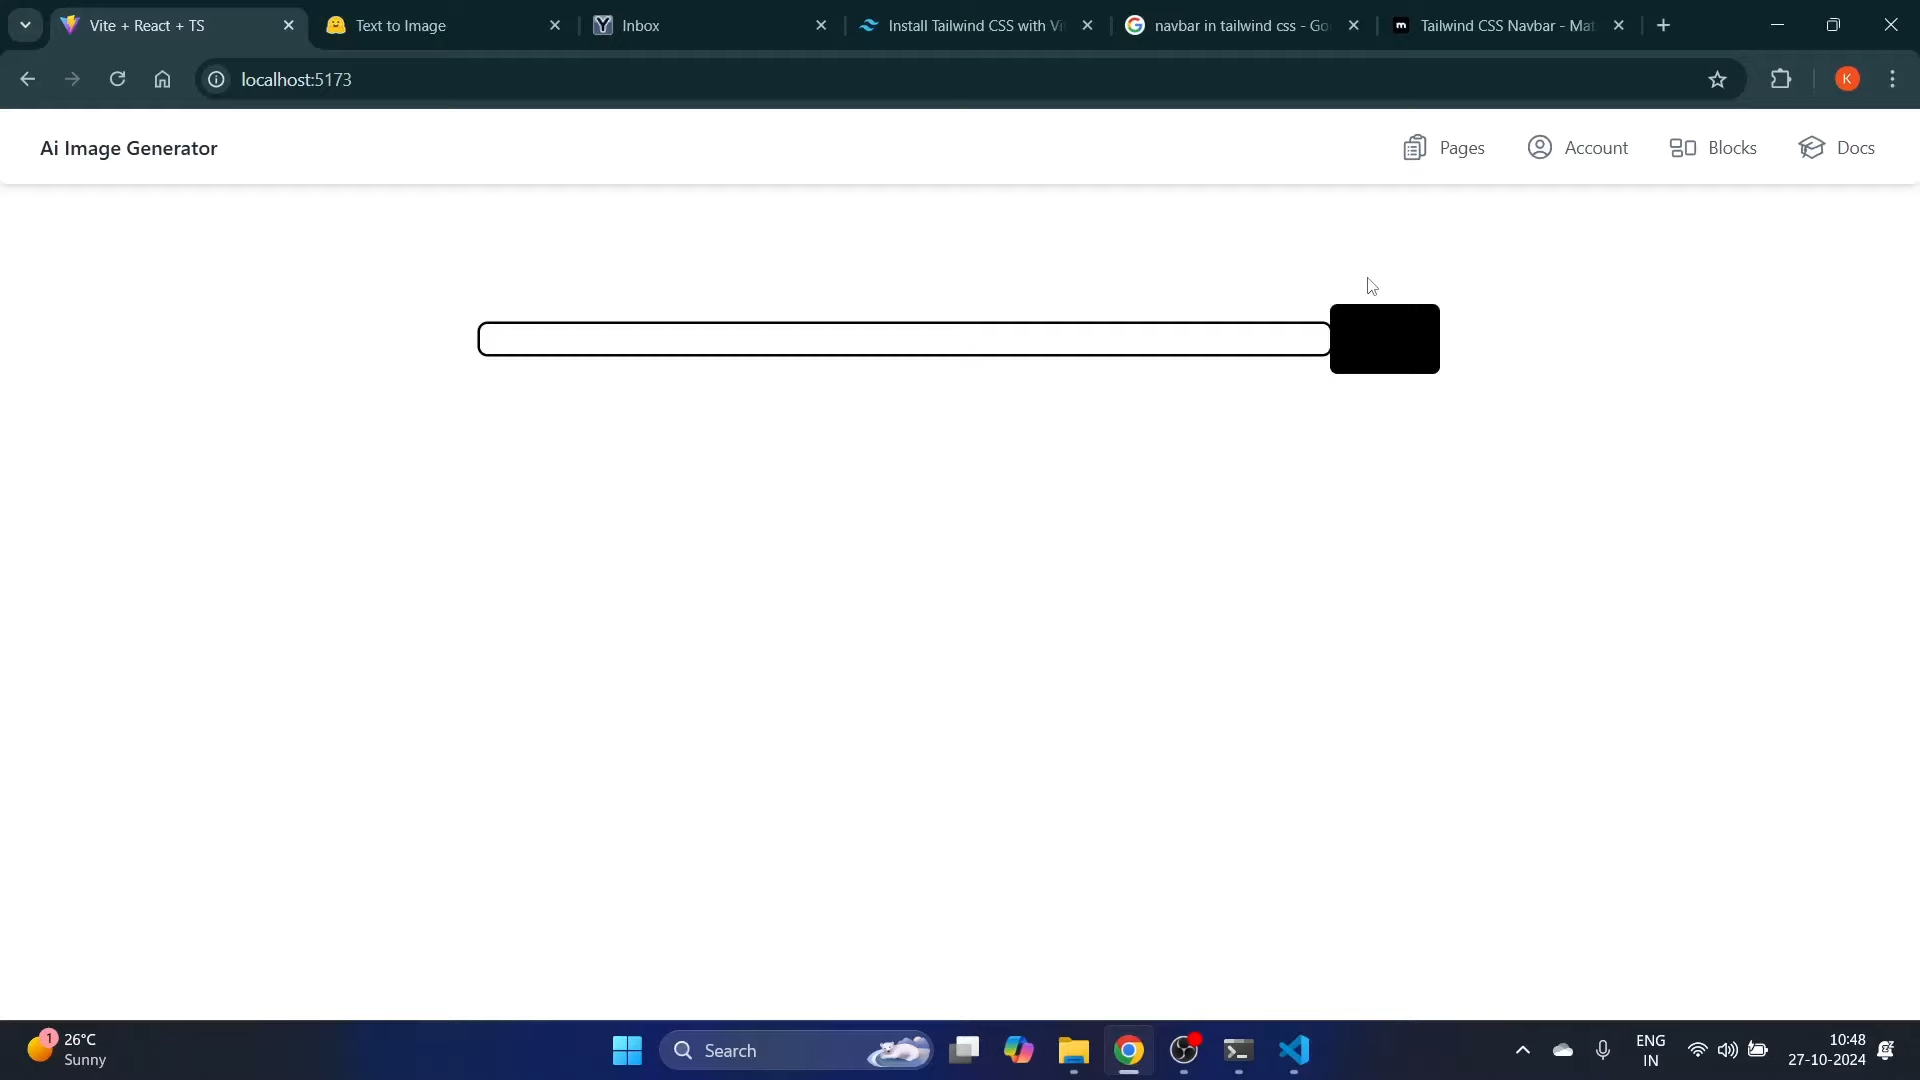 Vite + React + TS
Text to Image
Inbox
Install Tailwind CSS with Vi
navbar in tailwind css - Go
Tailwind CSS Navbar - Mat
localhost:5173
K
Ai Image Generator
Pages
Account
Blocks
Docs
1
26°C
Sunny
Search
ENG
IN
10:48
27-10-2024